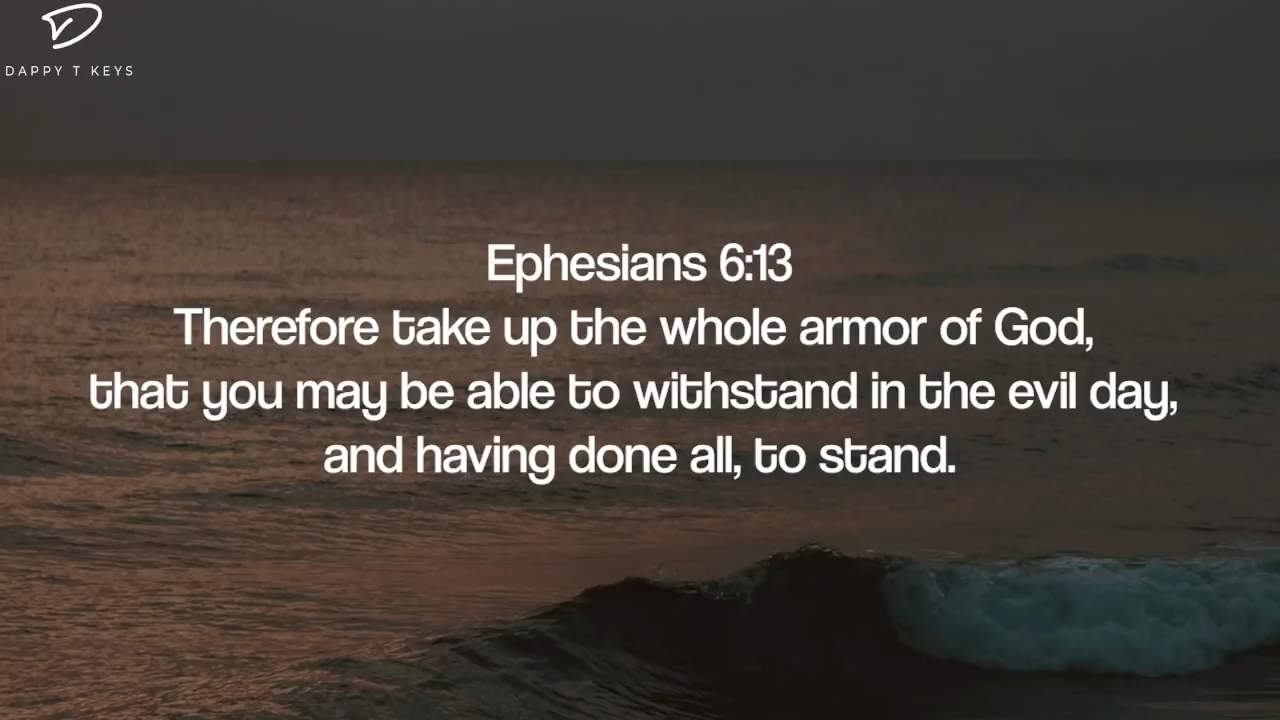 DAPPY T KEYS
Ephesians 6:13
Therefore take up the whole armor of God,
that you may be able to withstand in the evil day,
and having done all, to stand.